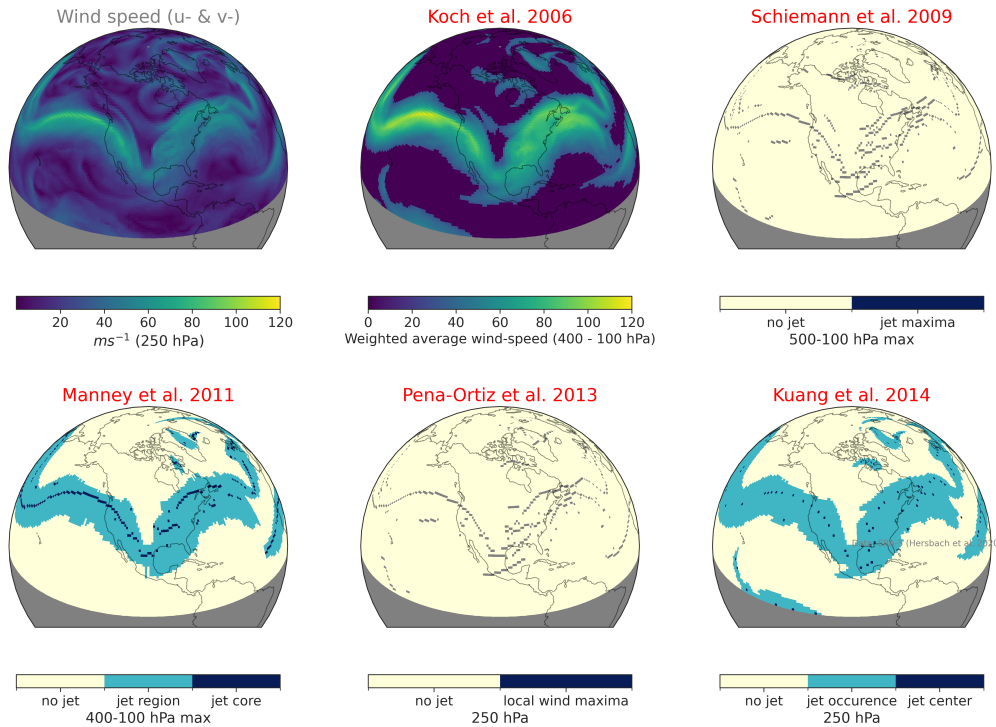 Wind speed (u- & v-)
Koch et al. 2006
Schiemann et al. 2009
20 40 60 80 100 120
ms⁻¹ (250 hPa)
0 20 40 60 80 100 120
Weighted average wind-speed (400 - 100 hPa)
no jet jet maxima
500-100 hPa max
Manney et al. 2011
Pena-Ortiz et al. 2013
Kuang et al. 2014
(Hersbach et al. 2020
no jet jet region jet core
400-100 hPa max
no jet local wind maxima
250 hPa
no jet jet occurence jet center
250 hPa